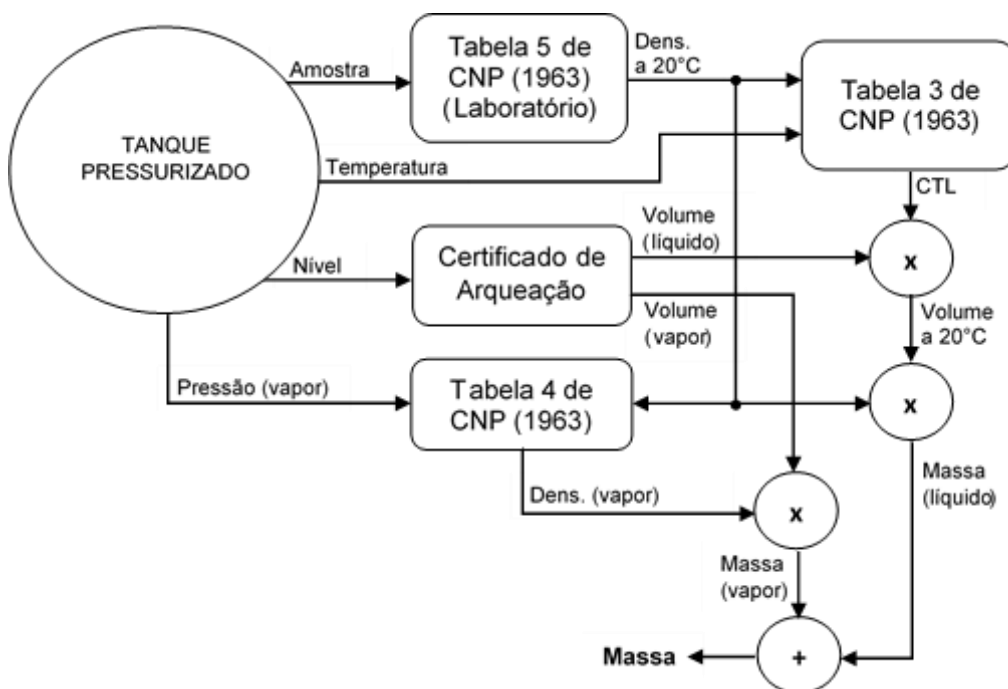 TANQUE
PRESSURIZADO
Amostra
Tabela 5 de
CNP (1963)
(Laboratório)
Dens.
a 20°C
Tabela 3 de
CNP (1963)
Temperatura
CTL
Nível
Certificado de
Arqueação
Volume
(líquido)
x
Volume
(vapor)
Volume
a 20°C
Pressão (vapor)
Tabela 4 de
CNP (1963)
x
Dens. (vapor)
x
Massa
(líquido)
Massa
(vapor)
Massa
+